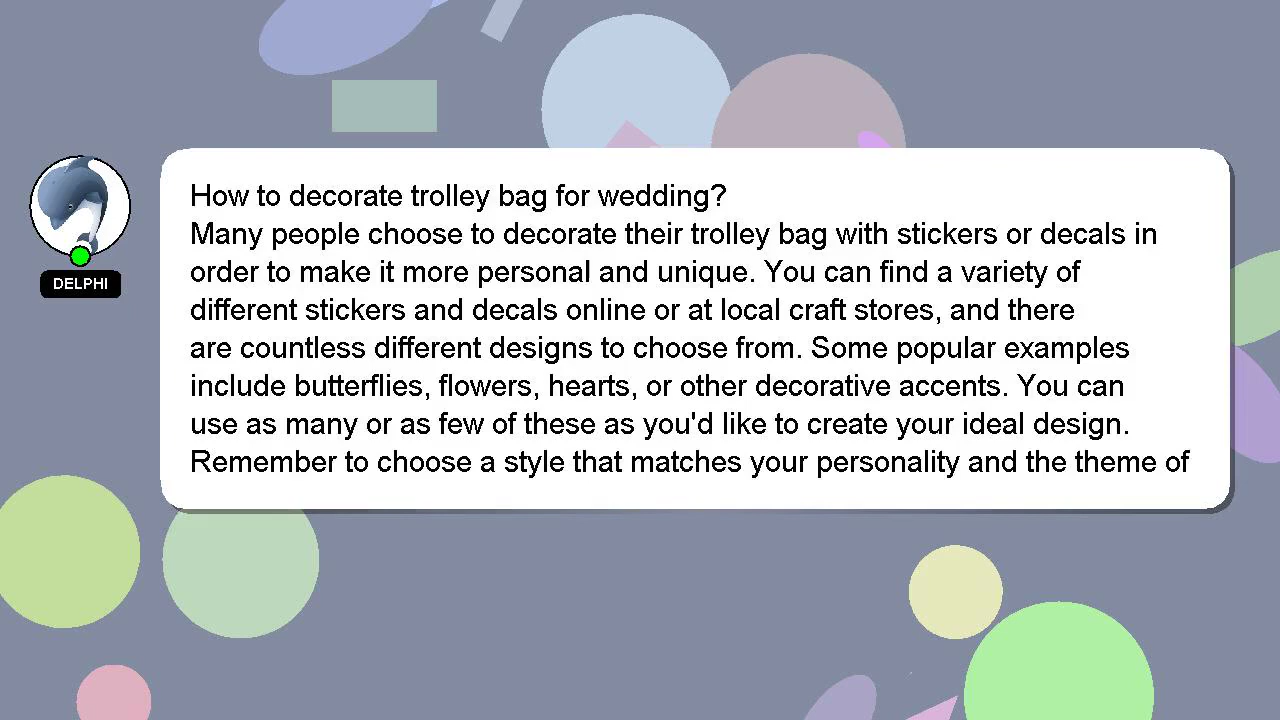 How to decorate trolley bag for wedding?
Many people choose to decorate their trolley bag with stickers or decals in
order to make it more personal and unique. You can find a variety of
different stickers and decals online or at local craft stores, and there
are countless different designs to choose from. Some popular examples
include butterflies, flowers, hearts, or other decorative accents. You can
use as many or as few of these as you'd like to create your ideal design.
Remember to choose a style that matches your personality and the theme of
DELPHI